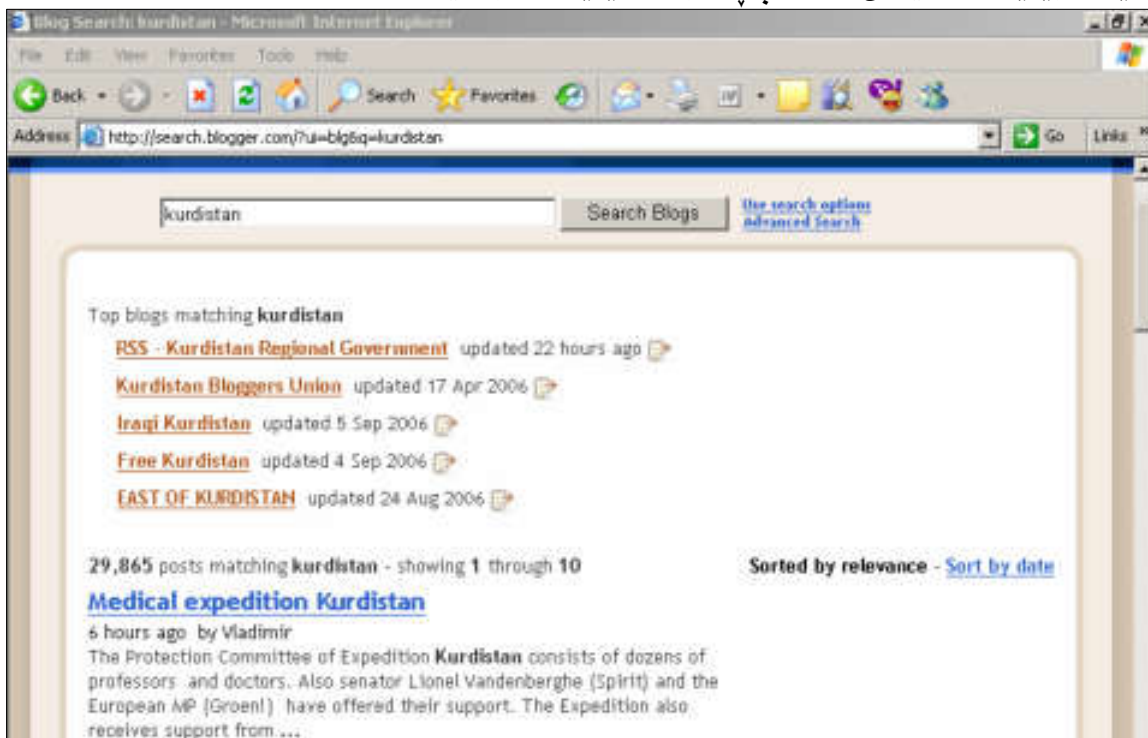 Blog Search: kurdistan - Microsoft Internet Explorer
File Edit View Favorites Tools Help
Back Search Favorites
Address http://search.blogger.com/?ui=blg&q=kurdistan Go Links
kurdistan Search Blogs Use search options
Advanced Search
Top blogs matching kurdistan
RSS - Kurdistan Regional Government updated 22 hours ago
Kurdistan Bloggers Union updated 17 Apr 2006
Iraqi Kurdistan updated 5 Sep 2006
Free Kurdistan updated 4 Sep 2006
EAST OF KURDISTAN updated 24 Aug 2006
29,865 posts matching kurdistan - showing 1 through 10 Sorted by relevance - Sort by date
Medical expedition Kurdistan
6 hours ago by Vladimir
The Protection Committee of Expedition Kurdistan consists of dozens of
professors and doctors. Also senator Lionel Vandenberghe (Spirit) and the
European MP (Groen!) have offered their support. The Expedition also
receives support from ...